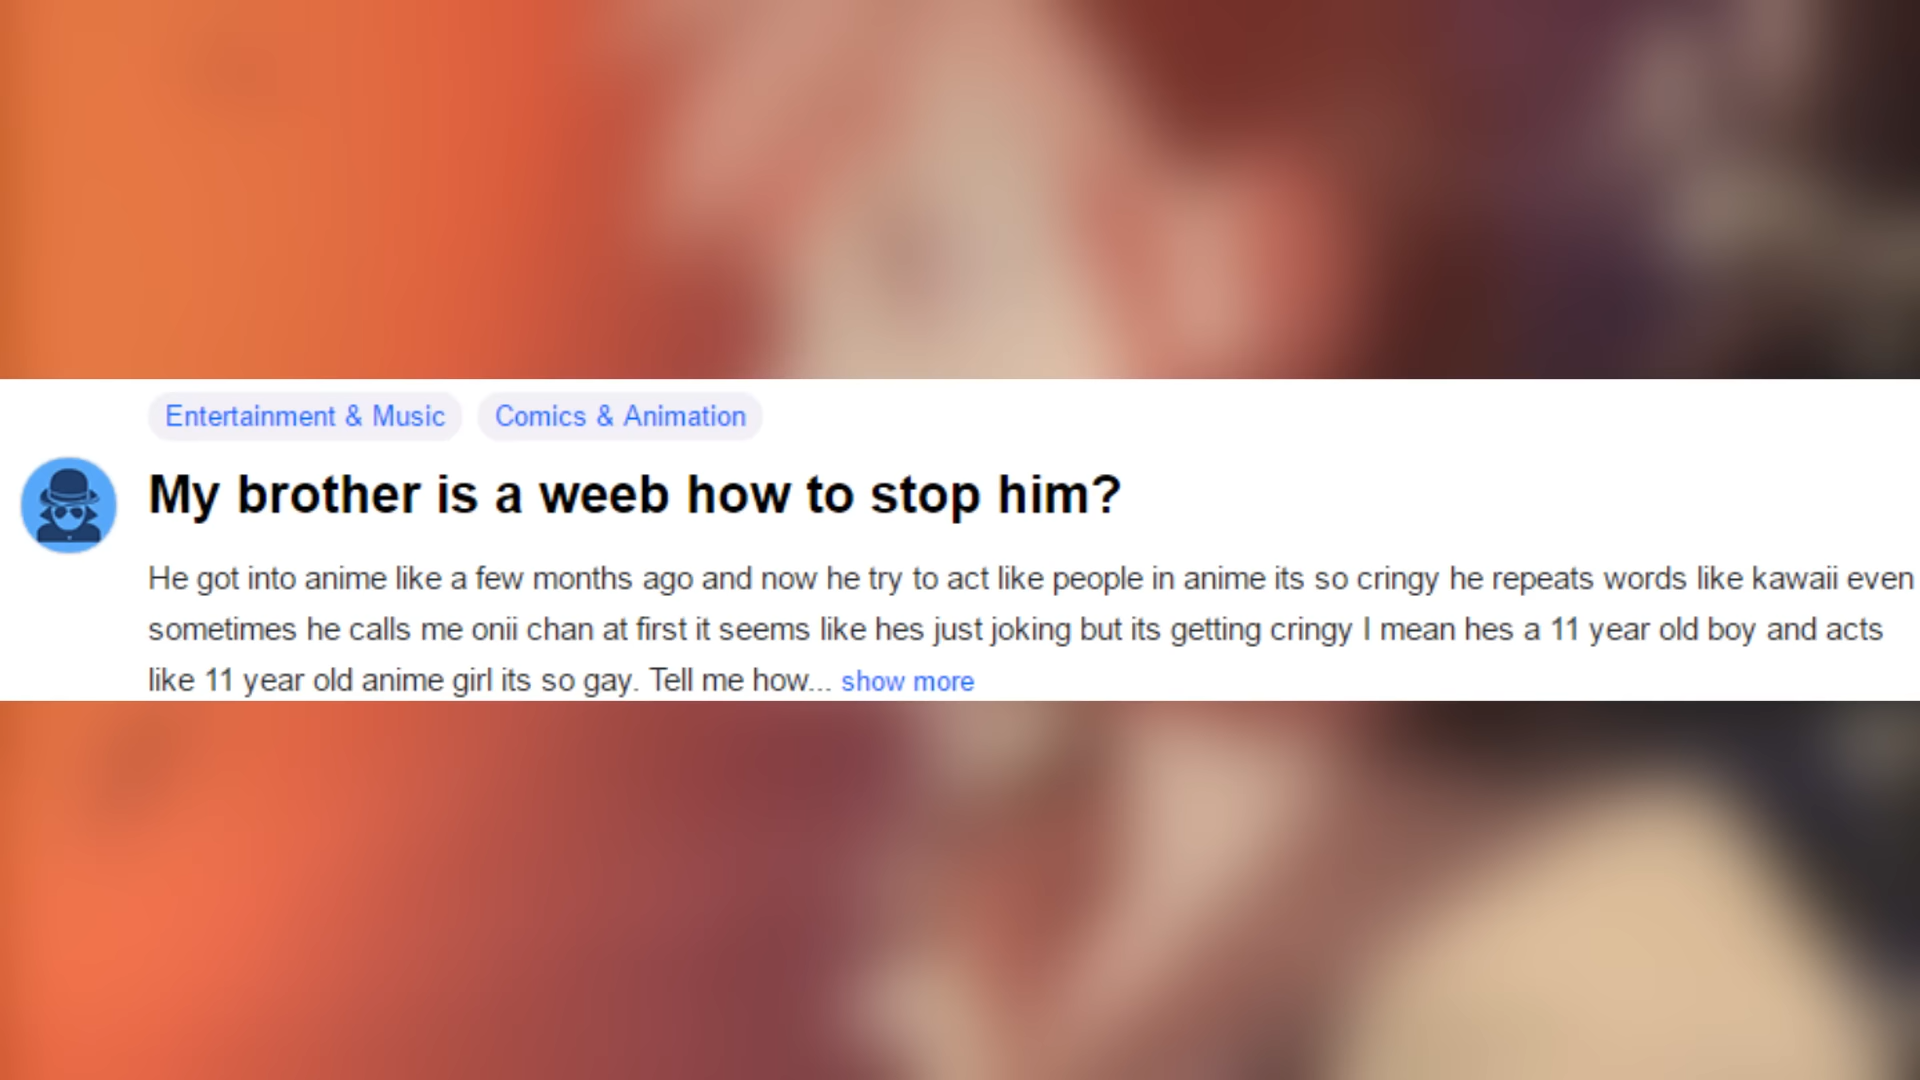 Entertainment & Music
Comics & Animation
My brother is a weeb how to stop him?
He got into anime like a few months ago and now he try to act like people in anime its so cringy he repeats words like kawaii even
sometimes he calls me onii chan at first it seems like hes just joking but its getting cringy I mean hes a 11 year old boy and acts
like 11 year old anime girl its so gay. Tell me how... show more